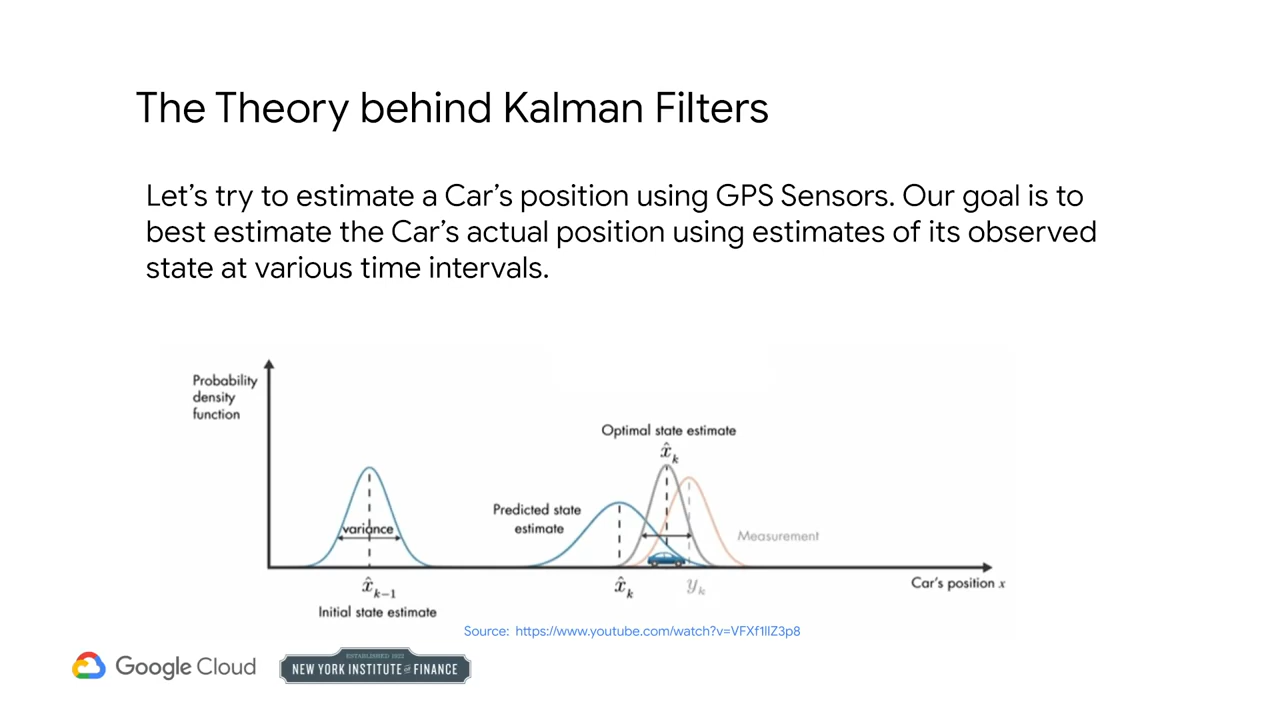 The Theory behind Kalman Filters
Let’s try to estimate a Car’s position using GPS Sensors. Our goal is to
best estimate the Car’s actual position using estimates of its observed
state at various time intervals.
Probability
density
function
Optimal state estimate
x̂ₖ
Predicted state
estimate
variance
Measurement
x̂ₖ₋₁
x̂ₖ
yₖ
Car's position x
Initial state estimate
Source: https://www.youtube.com/watch?v=VFXf1lIZ3p8
Google Cloud
ESTABLISHED 1922
NEW YORK INSTITUTE OF FINANCE